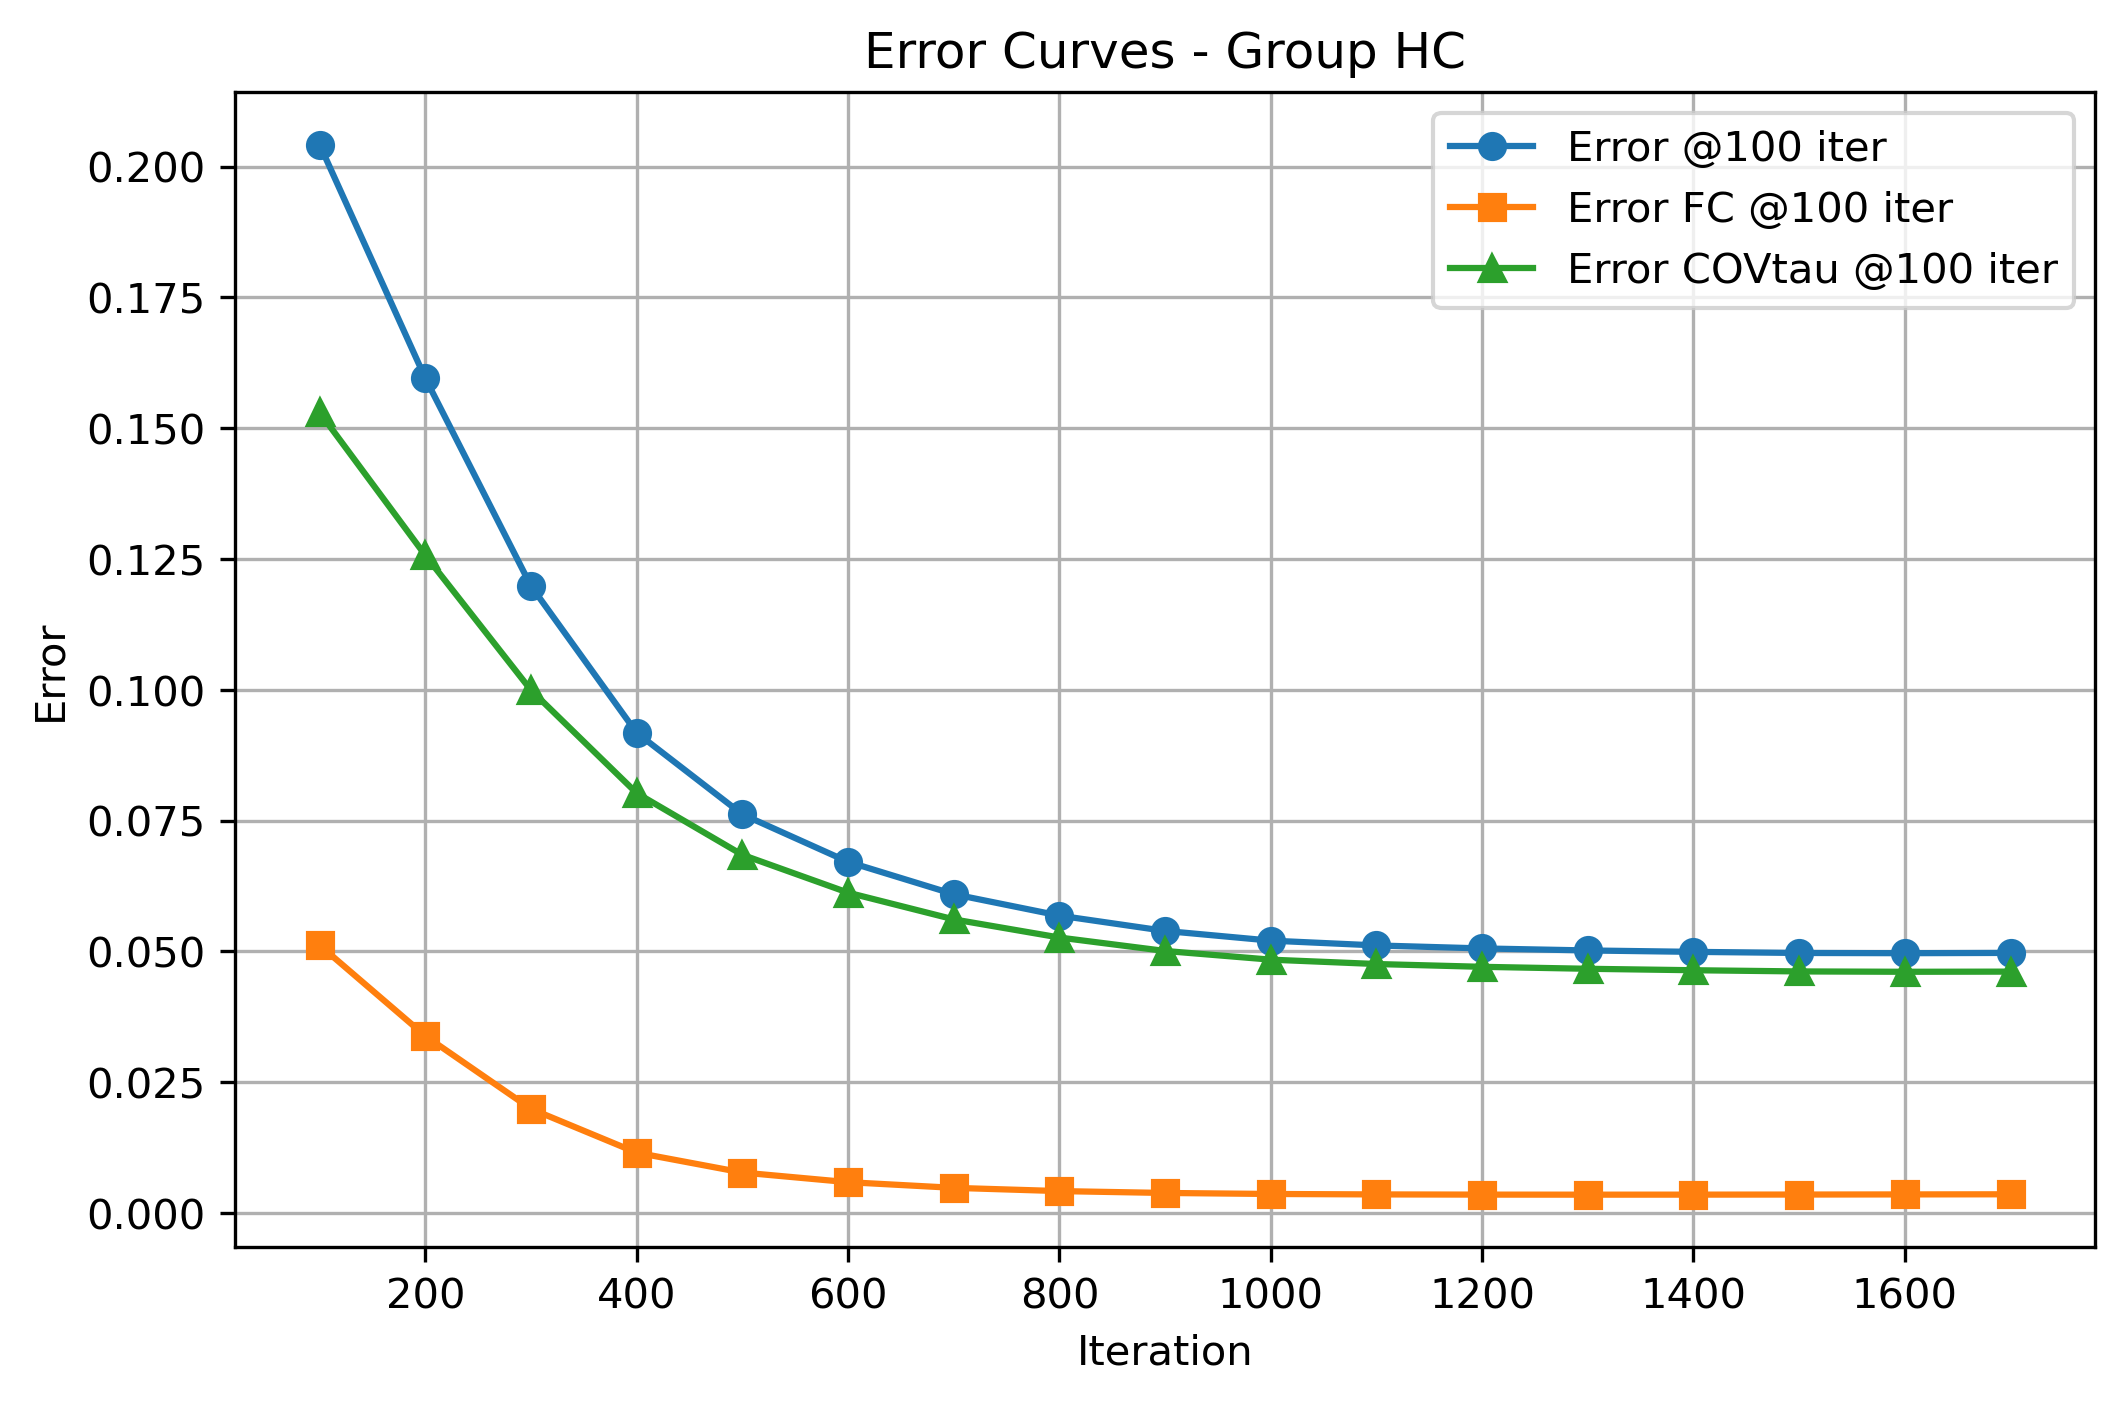 Error Curves - Group HC
Error @100 iter
Error FC @100 iter
Error COVtau @100 iter
Error
0.200
0.175
0.150
0.125
0.100
0.075
0.050
0.025
0.000
200 400 600 800 1000 1200 1400 1600
Iteration